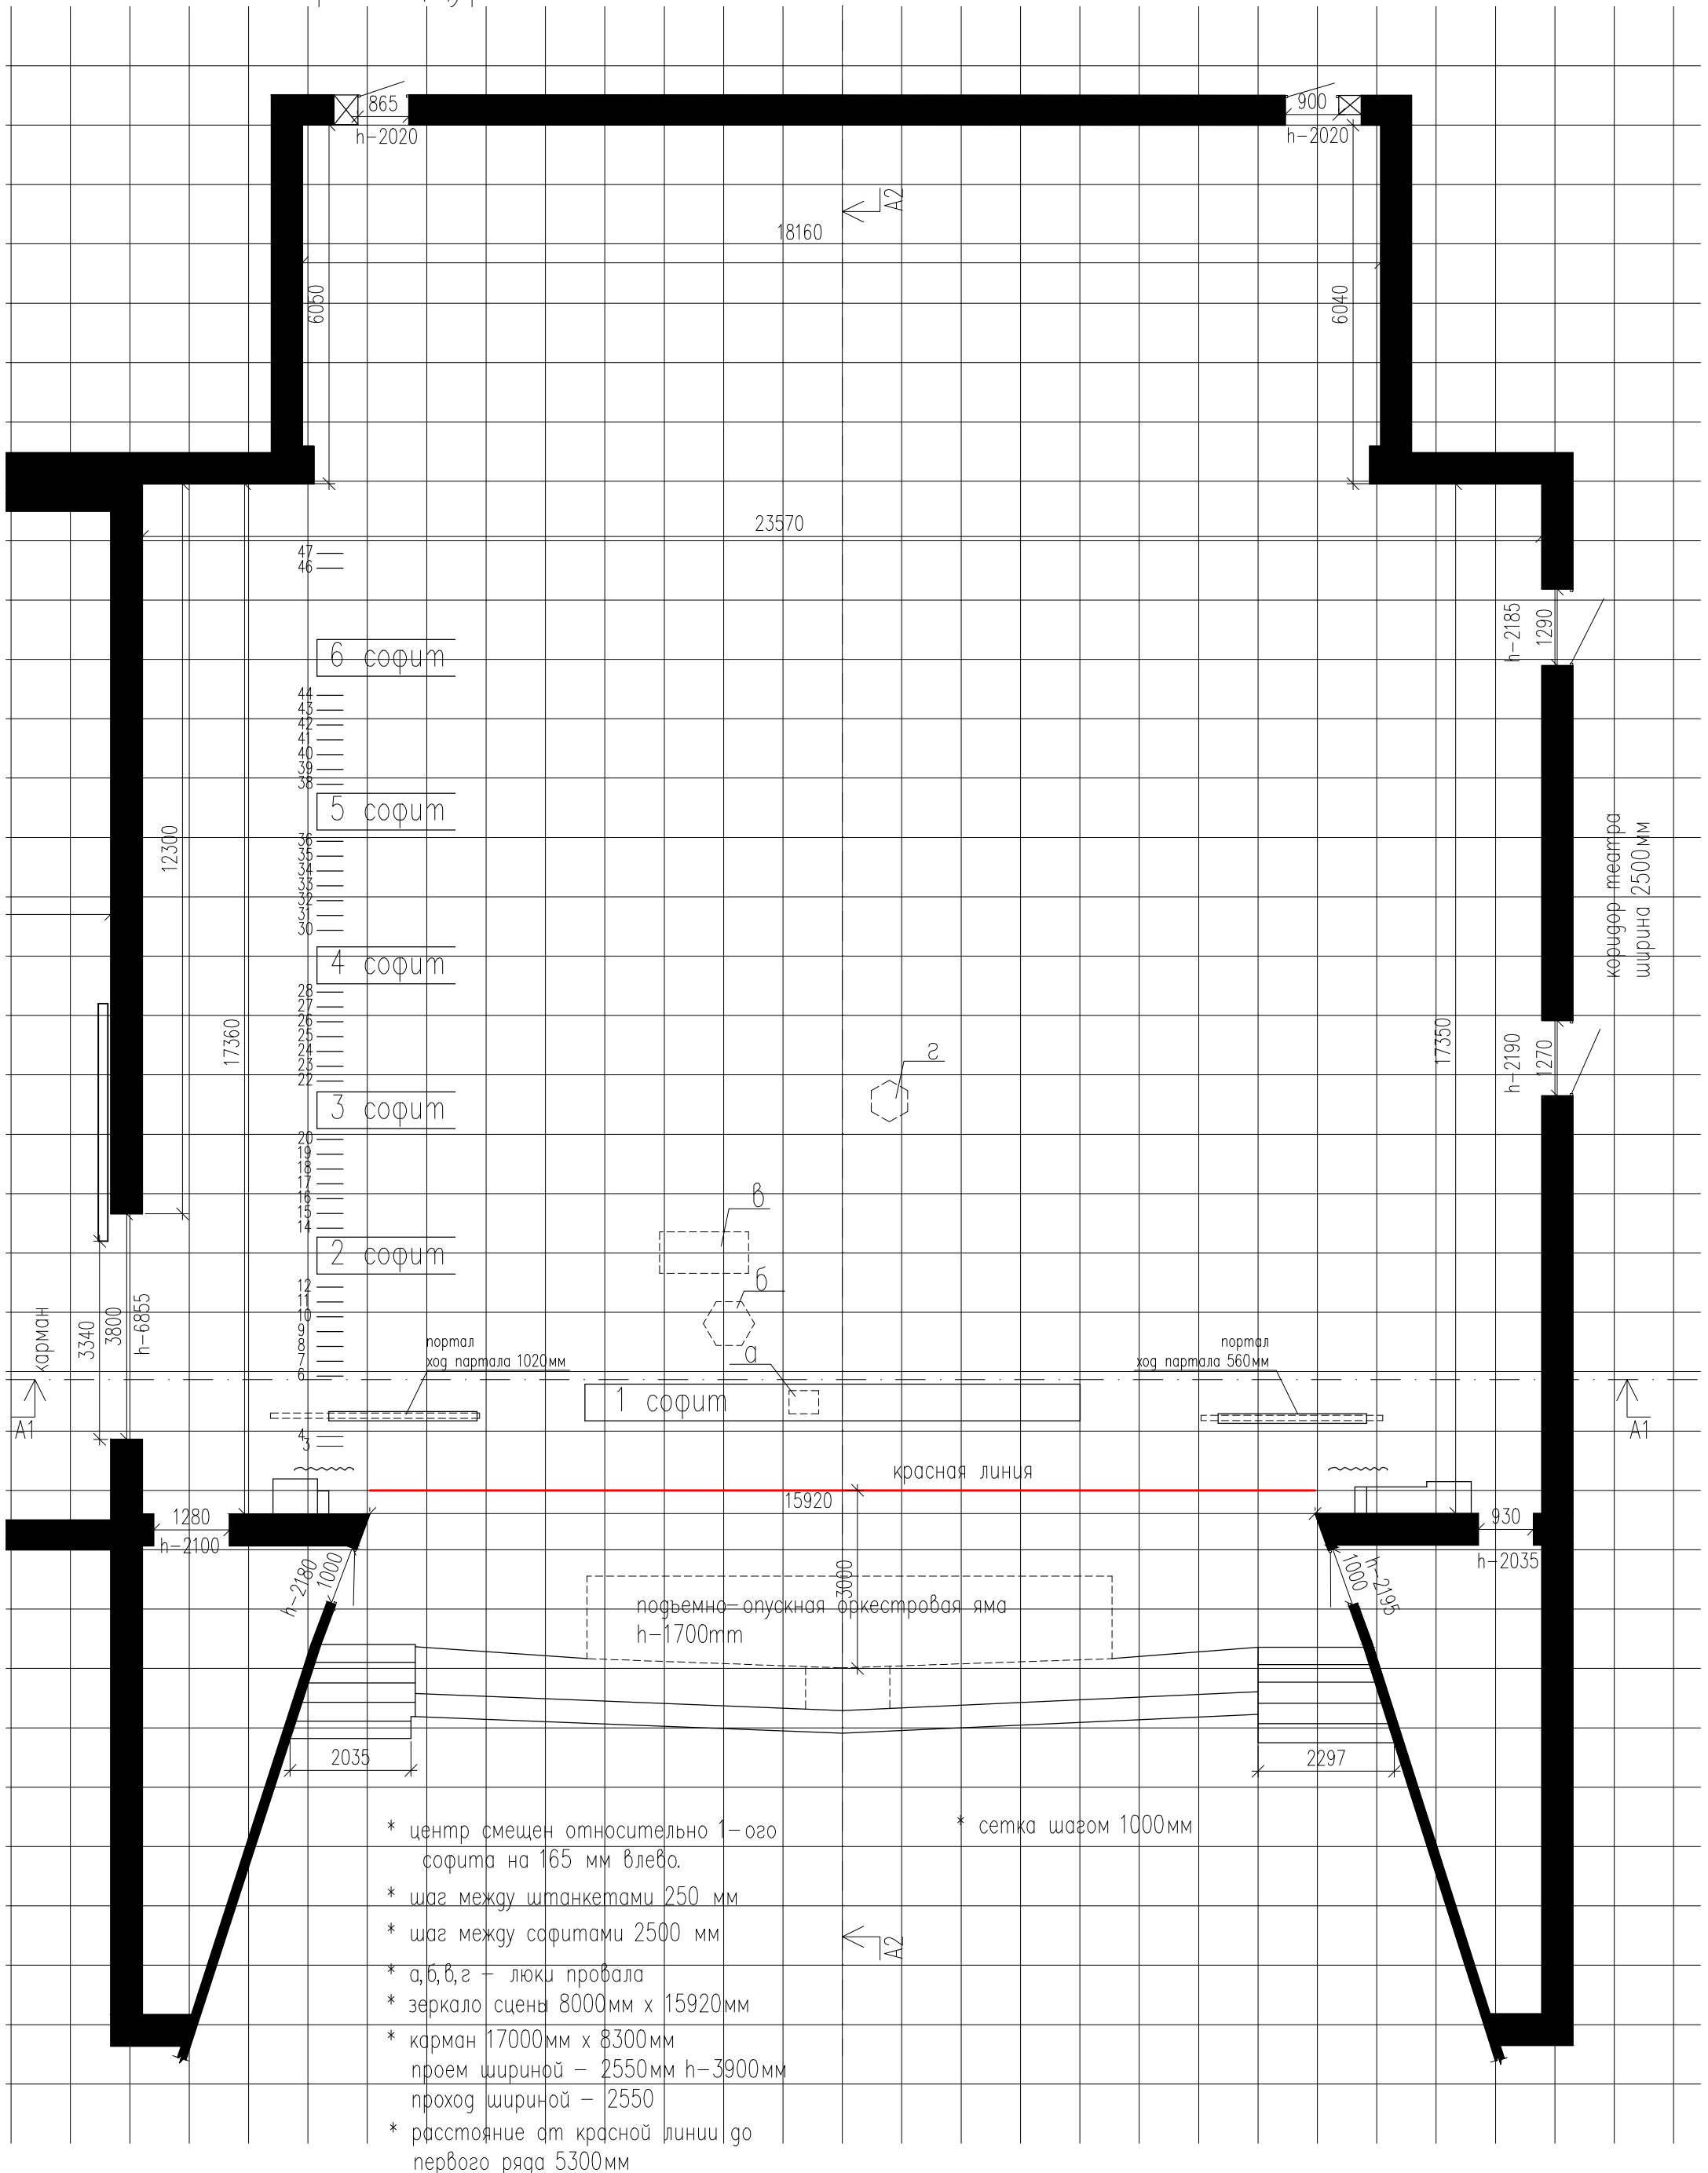 865
900
h-2020
h-2020
A2
18160
6050
6040
23570
47
46
h-2185
1290
6 софит
44
43
42
41
40
39
38
5 софит
12300
коридор театра
ширина 2500мм
36
35
34
33
32
31
30
4 софит
28
27
26
25
24
23
22
17360
17350
h-2190
1270
г
3 софит
20
19
18
17
16
15
14
в
2 софит
б
12
11
10
9
8
7
6
карман
3340
3800
h-6855
портал
ход партала 1020мм
а
портал
ход партала 560мм
1 софит
A1
A1
4
3
красная линия
15920
1280
h-2100
930
h-2035
h-2180
1000
1000
h-2195
3000
подъемно-опускная оркестровая яма
h-1700mm
2035
2297
* центр смещен относительно 1-ого
софита на 165 мм влево.
* сетка шагом 1000мм
* шаг между штанкетами 250 мм
* шаг между софитами 2500 мм
A2
* а,б,в,г - люки провала
* зеркало сцены 8000мм х 15920мм
* карман 17000мм х 8300мм
проем шириной - 2550мм h-3900мм
проход шириной - 2550
* расстояние от красной линии до
первого ряда 5300мм